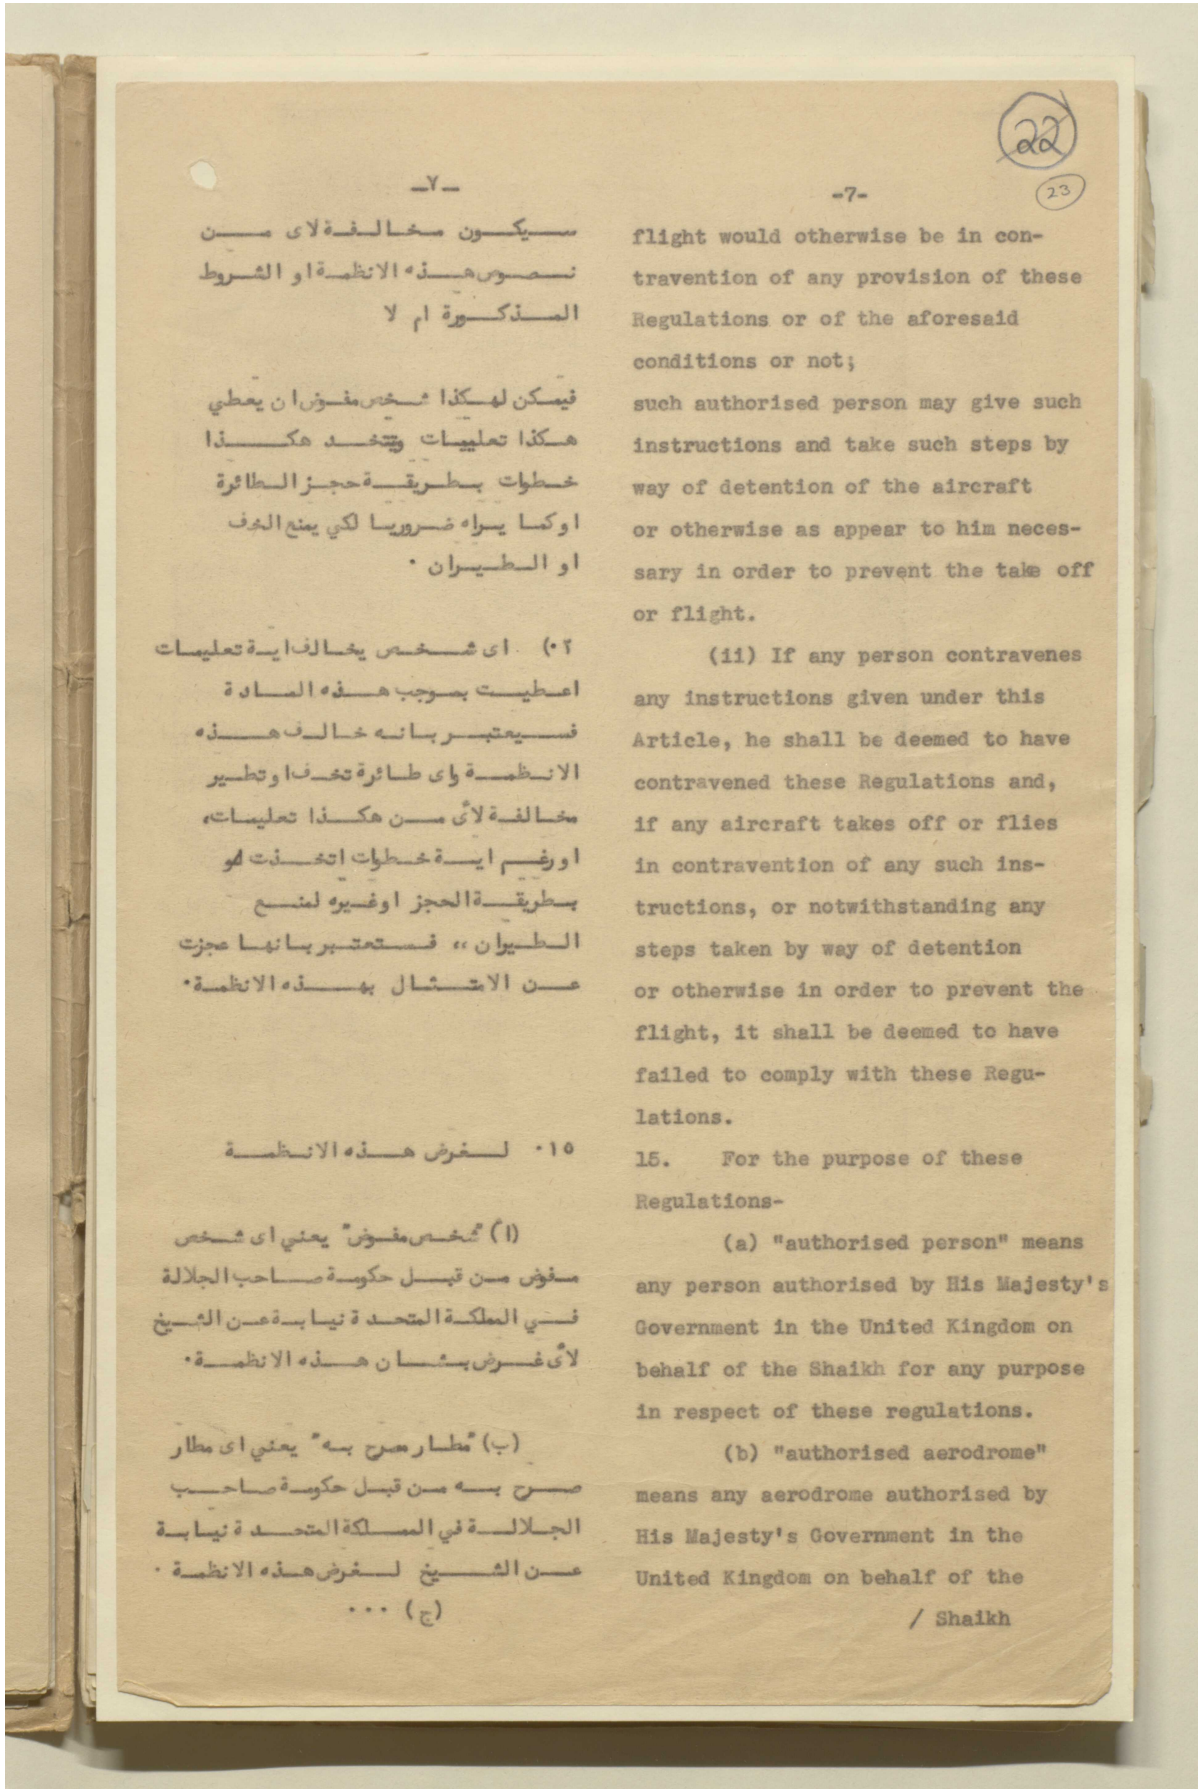 22
23
-7-
flight would otherwise be in con-
travention of any provision of these
Regulations or of the aforesaid
conditions or not;
such authorised person may give such
instructions and take such steps by
way of detention of the aircraft
or otherwise as appear to him neces-
sary in order to prevent the take off
or flight.
(ii) If any person contravenes
any instructions given under this
Article, he shall be deemed to have
contravened these Regulations and,
if any aircraft takes off or flies
in contravention of any such ins-
tructions, or notwithstanding any
steps taken by way of detention
or otherwise in order to prevent the
flight, it shall be deemed to have
failed to comply with these Regu-
lations.
15. For the purpose of these
Regulations-
(a) "authorised person" means
any person authorised by His Majesty's
Government in the United Kingdom on
behalf of the Shaikh for any purpose
in respect of these regulations.
(b) "authorised aerodrome"
means any aerodrome authorised by
His Majesty's Government in the
United Kingdom on behalf of the
/ Shaikh
-٧-
سيكون مخالفة لاى من
نصوص هذه الانظمة او الشروط
المذكورة ام لا
فيمكن لهكذا شخص مفوض ان يعطي
هكذا تعليمات ويتخد هكذا
خطوات بطريقة حجز الطائرة
او كما يراه ضروريا لكي يمنع الخف
او الطيران ٠
٢٠) اى شخص يخالف اية تعليمات
اعطيت بموجب هذه المادة
فسيعتبر بانه خالف هذه
الانظمة واى طائرة تخف او تطير
مخالفة لأى من هكذا تعليمات،
او رغم اية خطوات اتخذت
بطريقة الحجز او غيره لمنع
الطيران ،، فستعتبر بانها عجزت
عن الامتثال بهذه الانظمة٠
١٥٠ لغرض هذه الانظمة
(ا) "شخص مفوض" يعني اى شخص
مفوض من قبل حكومة صاحب الجلالة
في المملكة المتحدة نيابة عن الشيخ
لأى غرض بشان هذه الانظمة٠
(ب) "مطار مصرح به" يعني اى مطار
صرح به من قبل حكومة صاحب
الجلالة في المملكة المتحدة نيابة
عن الشيخ لغرض هذه الانظمة ٠
(ج) ٠٠٠